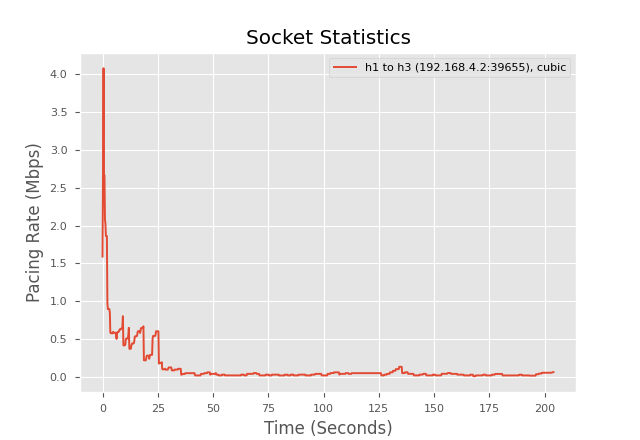 Socket Statistics
h1 to h3 (192.168.4.2:39655), cubic
Pacing Rate (Mbps)
4.0
3.5
3.0
2.5
2.0
1.5
1.0
0.5
0.0
0 25 50 75 100 125 150 175 200
Time (Seconds)